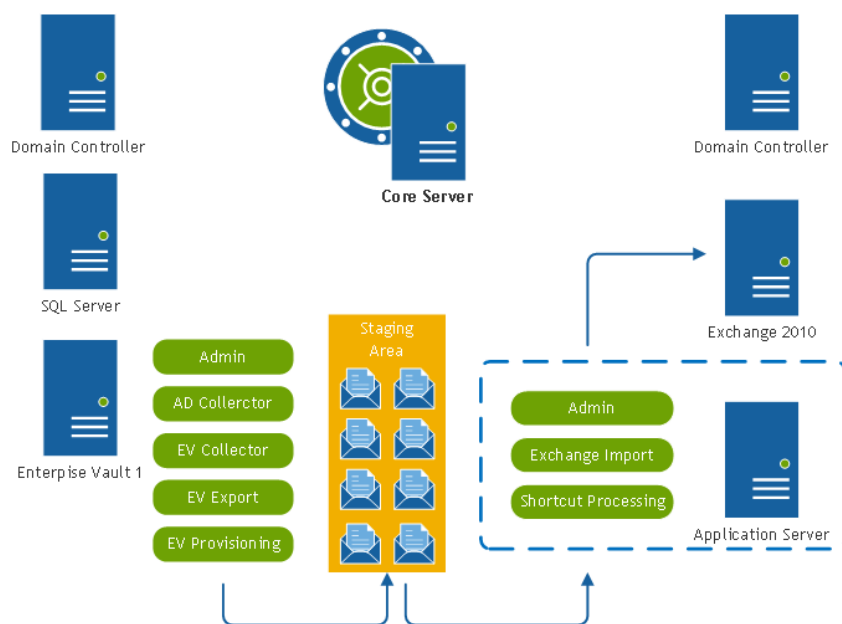 Domain Controller
Core Server
Domain Controller
SQL Server
Exchange 2010
Enterpise Vault 1
Admin
AD Collerctor
EV Collector
EV Export
EV Provisioning
Staging
Area
Admin
Exchange Import
Shortcut Processing
Application Server